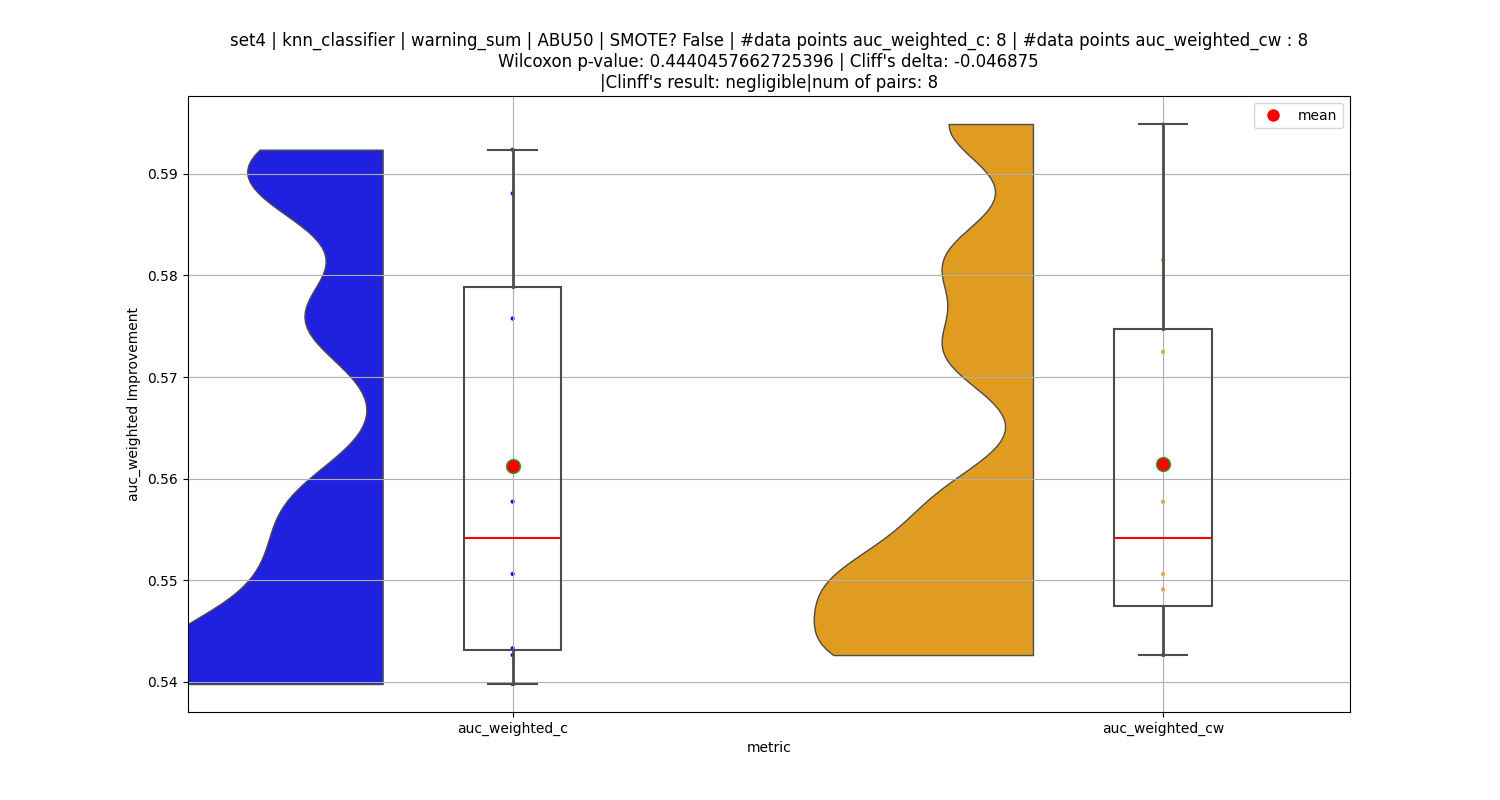 set4 | knn_classifier | warning_sum | ABU50 | SMOTE? False | #data points auc_weighted_c: 8 | #data points auc_weighted_cw : 8
Wilcoxon p-value: 0.4440457662725396 | Cliff's delta: -0.046875
|Clinff's result: negligible|num of pairs: 8
mean
0.59
0.58
0.57
0.56
0.55
0.54
auc_weighted Improvement
auc_weighted_c
auc_weighted_cw
metric